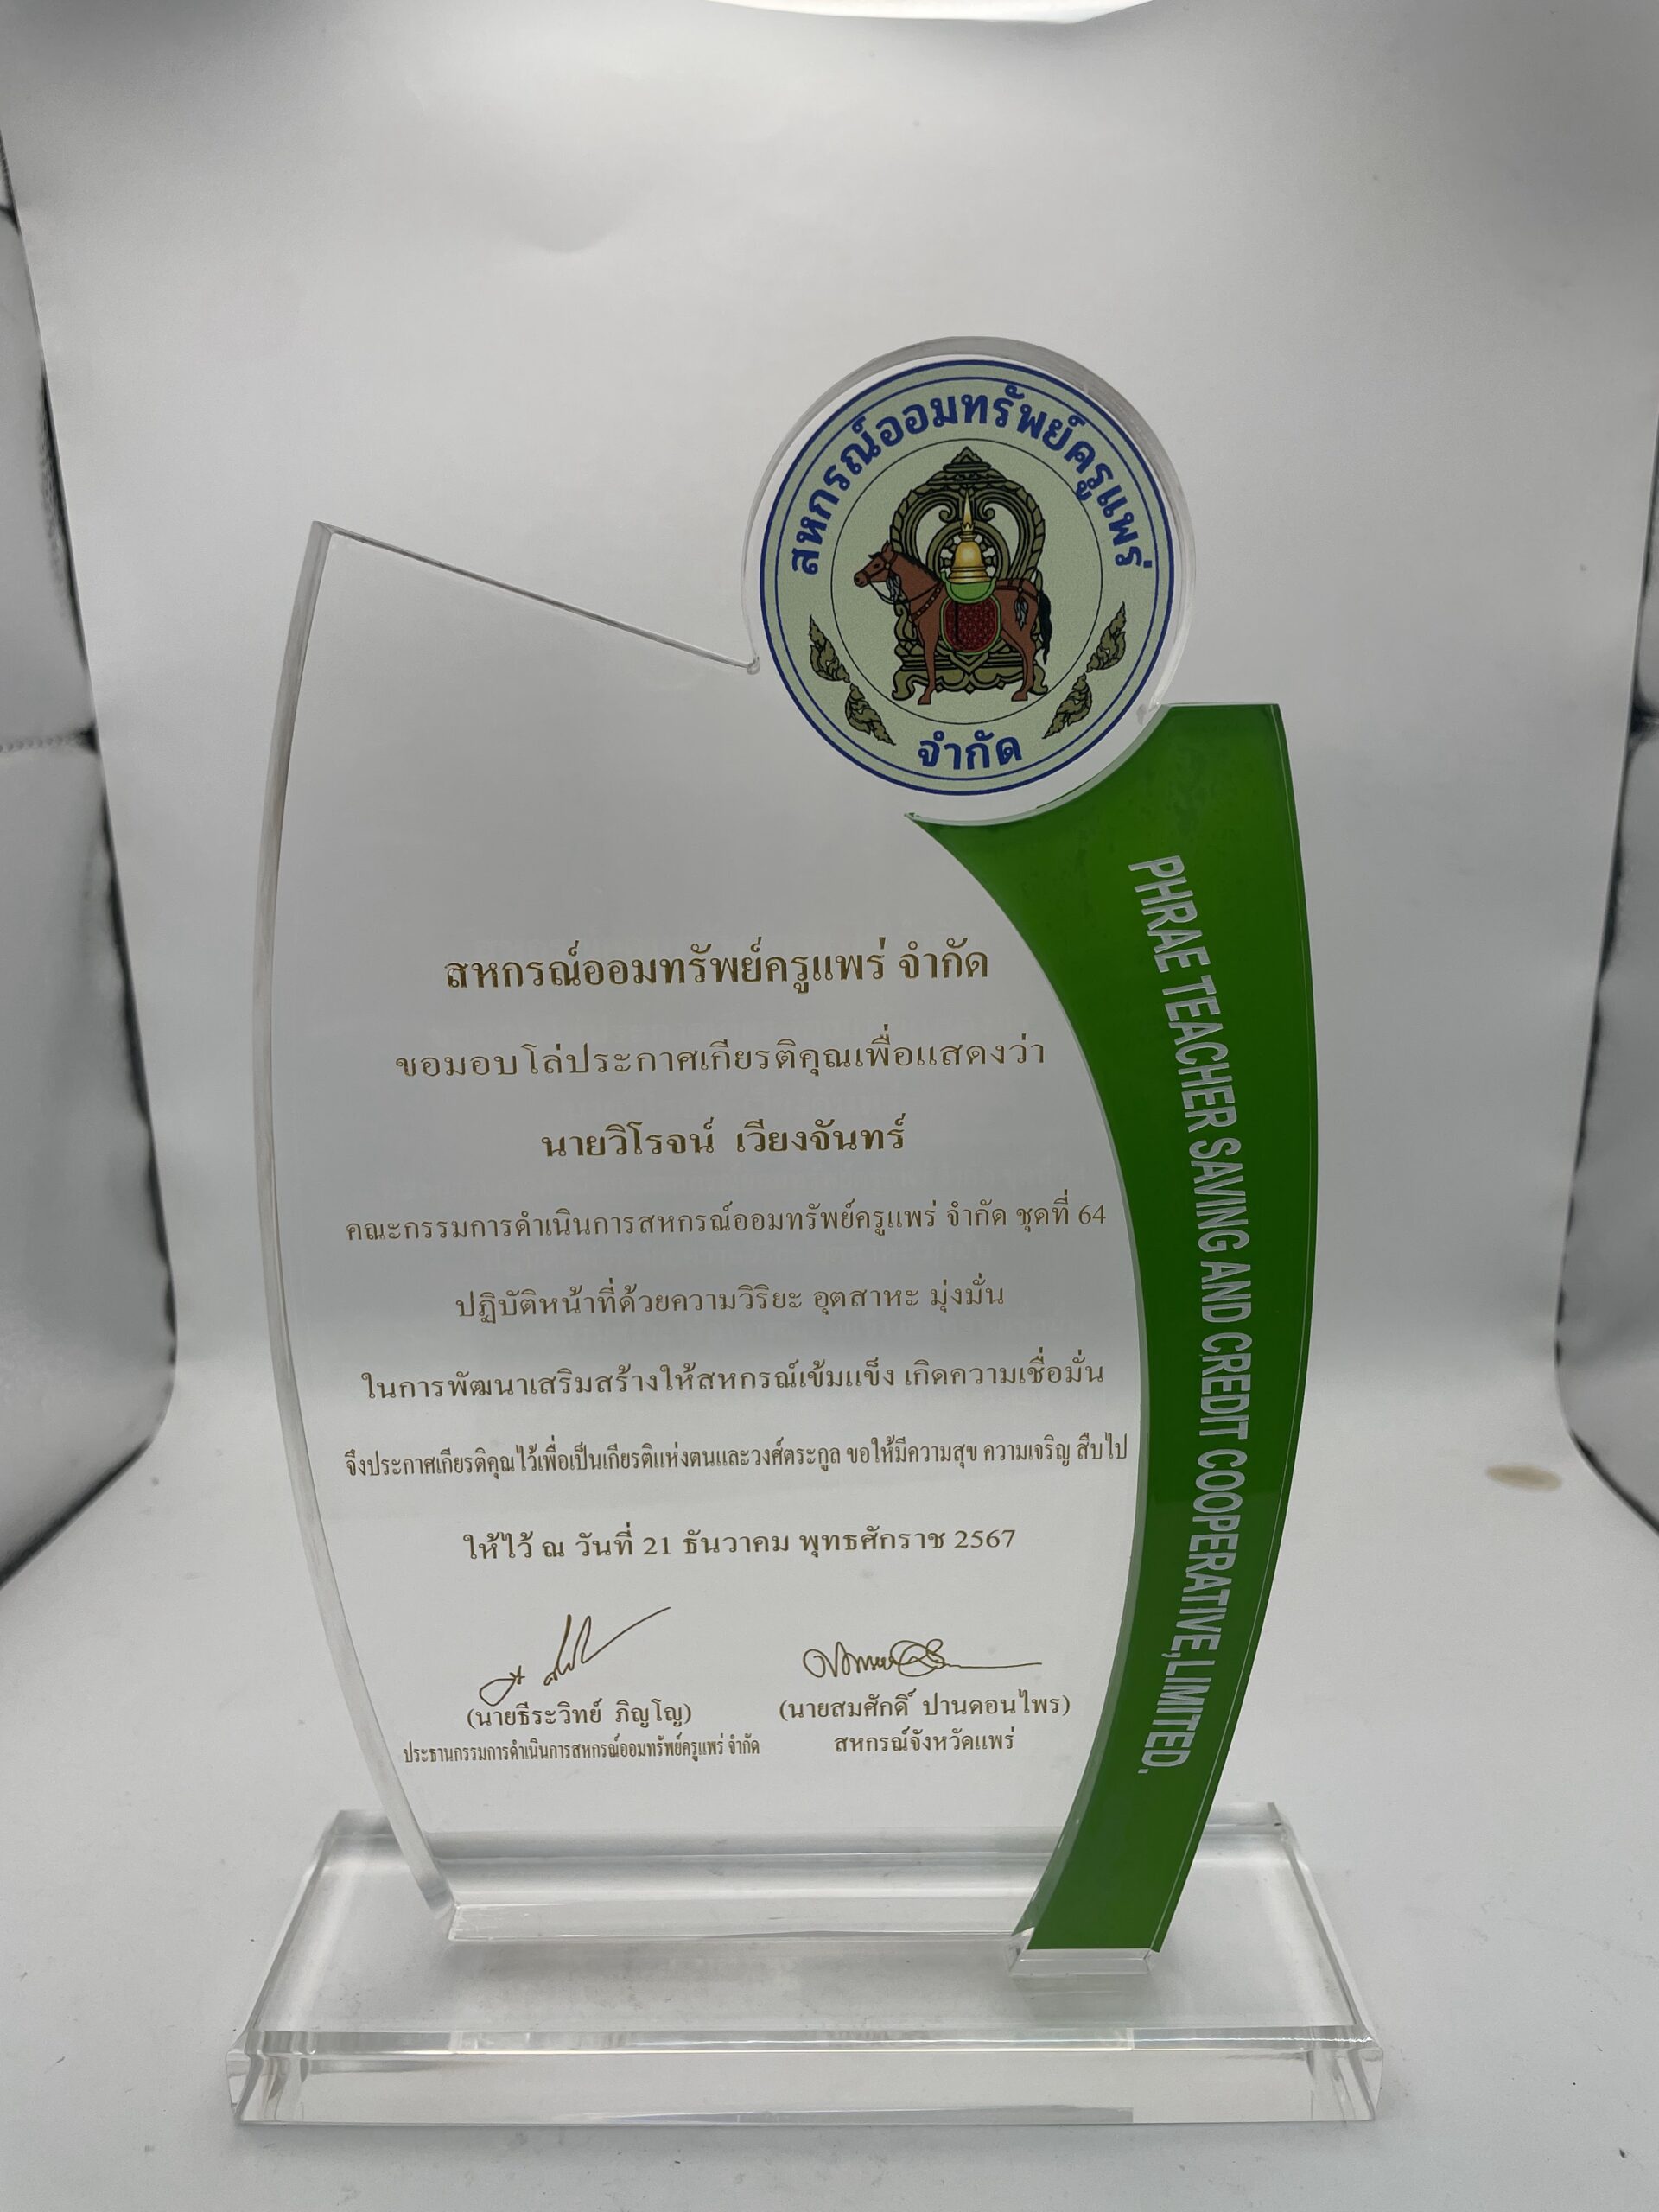 สหกรณ์ออมทรัพย์ครูแพร่
จำกัด
PHRAE TEACHER SAVING AND CREDIT COOPERATIVE, LIMITED.
สหกรณ์ออมทรัพย์ครูแพร่ จำกัด
ขอมอบโล่ประกาศเกียรติคุณเพื่อแสดงว่า
นายวิโรจน์ เวียงจันทร์
คณะกรรมการดำเนินการสหกรณ์ออมทรัพย์ครูแพร่ จำกัด ชุดที่ 64
ปฏิบัติหน้าที่ด้วยความวิริยะ อุตสาหะ มุ่งมั่น
ในการพัฒนาเสริมสร้างให้สหกรณ์เข้มแข็ง เกิดความเชื่อมั่น
จึงประกาศเกียรติคุณไว้เพื่อเป็นเกียรติแห่งตนและวงศ์ตระกูล ขอให้มีความสุข ความเจริญ สืบไป
ให้ไว้ ณ วันที่ 21 ธันวาคม พุทธศักราช 2567
(นายธีระวิทย์ ภิญโญ)
ประธานกรรมการดำเนินการสหกรณ์ออมทรัพย์ครูแพร่ จำกัด
(นายสมศักดิ์ ปานดอนไพร)
สหกรณ์จังหวัดแพร่